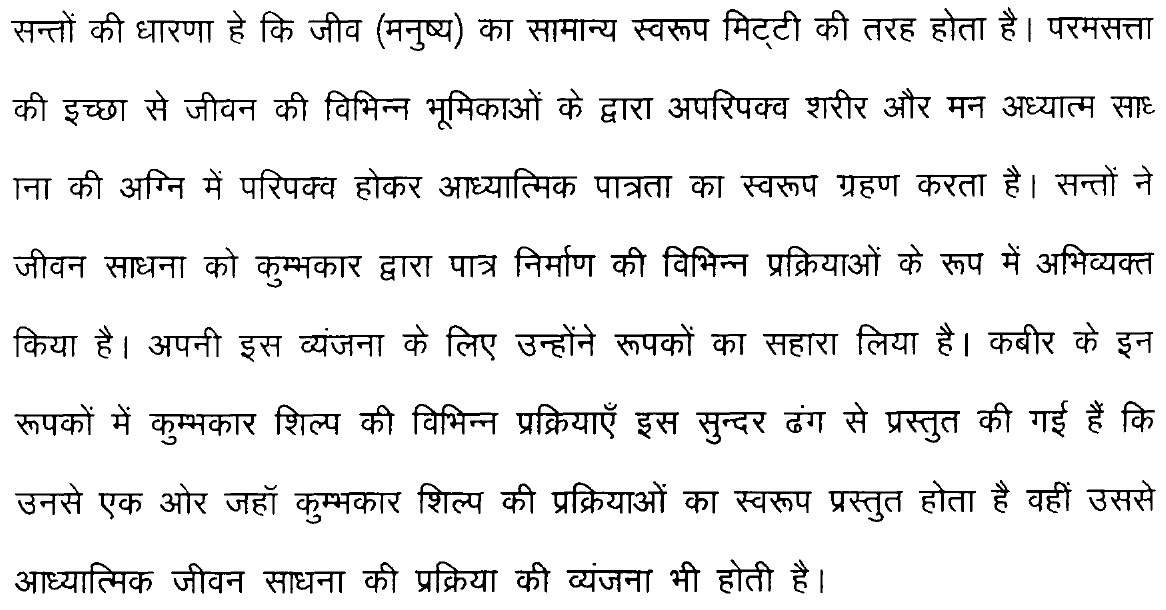 सन्तों की धारणा हे कि जीव (मनुष्य) का सामान्य स्वरूप मिट्टी की तरह होता है। परमसत्ता
की इच्छा से जीवन की विभिन्न भूमिकाओं के द्वारा अपरिपक्व शरीर और मन अध्यात्म साध
ाना की अग्नि में परिपक्व होकर आध्यात्मिक पात्रता का स्वरूप ग्रहण करता है। सन्तों ने
जीवन साधना को कुम्भकार द्वारा पात्र निर्माण की विभिन्न प्रक्रियाओं के रूप में अभिव्यक्त
किया है। अपनी इस व्यंजना के लिए उन्होंने रूपकों का सहारा लिया है। कबीर के इन
रूपकों में कुम्भकार शिल्प की विभिन्न प्रक्रियाएँ इस सुन्दर ढंग से प्रस्तुत की गई हैं कि
उनसे एक ओर जहॉ कुम्भकार शिल्प की प्रक्रियाओं का स्वरूप प्रस्तुत होता है वहीं उससे
आध्यात्मिक जीवन साधना की प्रक्रिया की व्यंजना भी होती है।